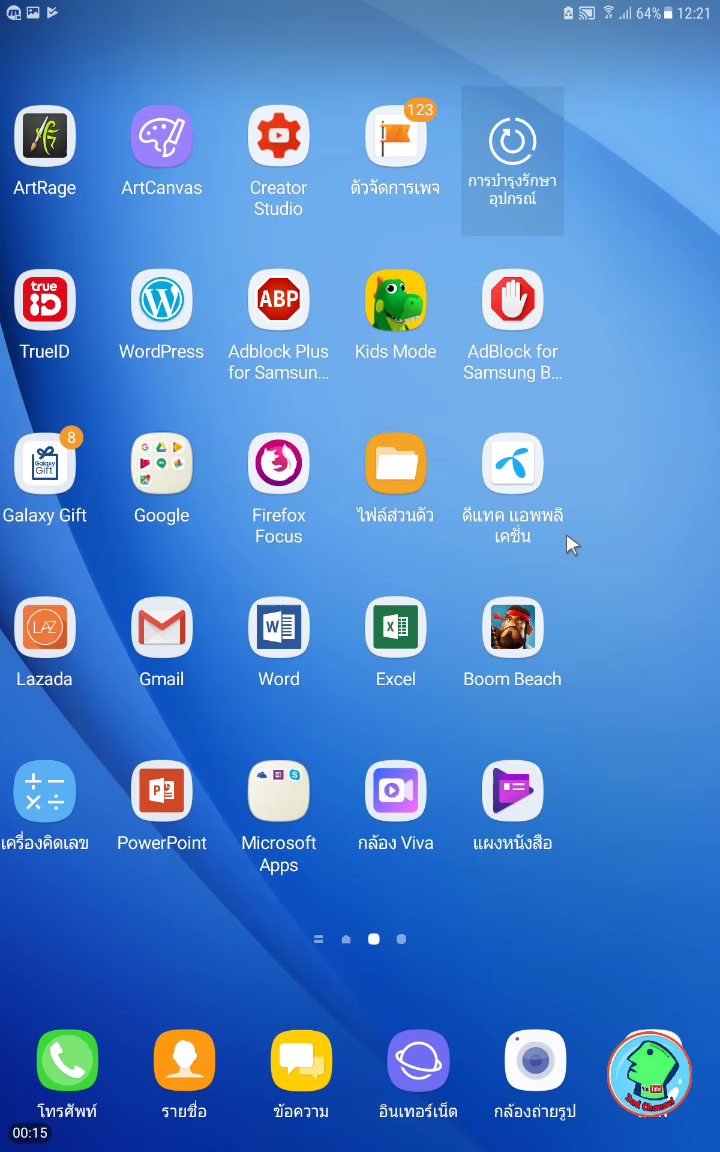 64% 12:21
123
ArtRage
ArtCanvas
Creator
Studio
ตัวจัดการเพจ
การบำรุงรักษา
อุปกรณ์
true
iD
ABP
TrueID
WordPress
Adblock Plus
for Samsun...
Kids Mode
AdBlock for
Samsung B...
8
Galaxy
Gift
Galaxy Gift
Google
Firefox
Focus
ไฟล์ส่วนตัว
ดีแทค แอพพลิ
เคชั่น
LAZ
Lazada
Gmail
Word
Excel
Boom Beach
เครื่องคิดเลข
PowerPoint
Microsoft
Apps
กล้อง Viva
แผงหนังสือ
โทรศัพท์
รายชื่อ
ข้อความ
อินเทอร์เน็ต
กล้องถ่ายรูป
00:15